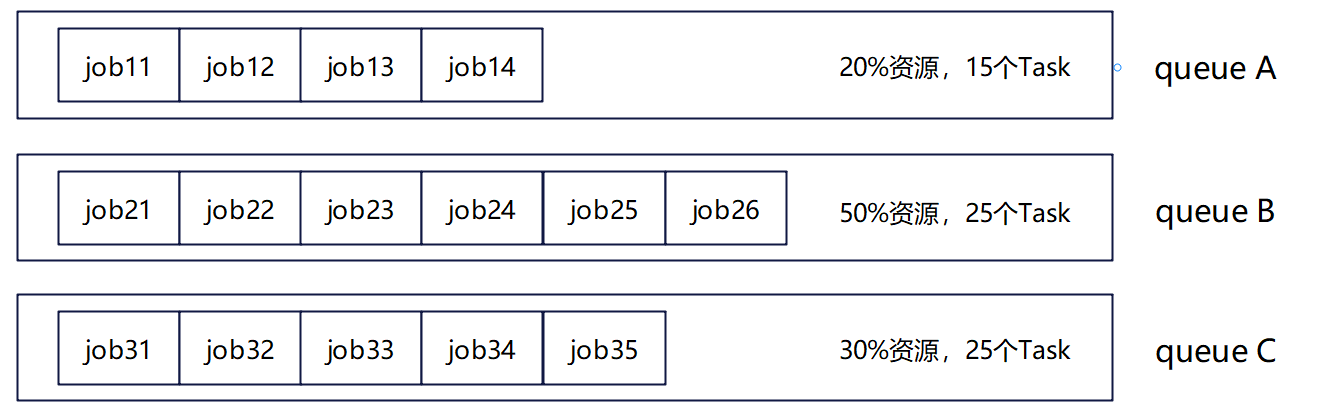 job11 job12 job13 job14 20%资源，15个Task queue A
job21 job22 job23 job24 job25 job26 50%资源，25个Task queue B
job31 job32 job33 job34 job35 30%资源，25个Task queue C